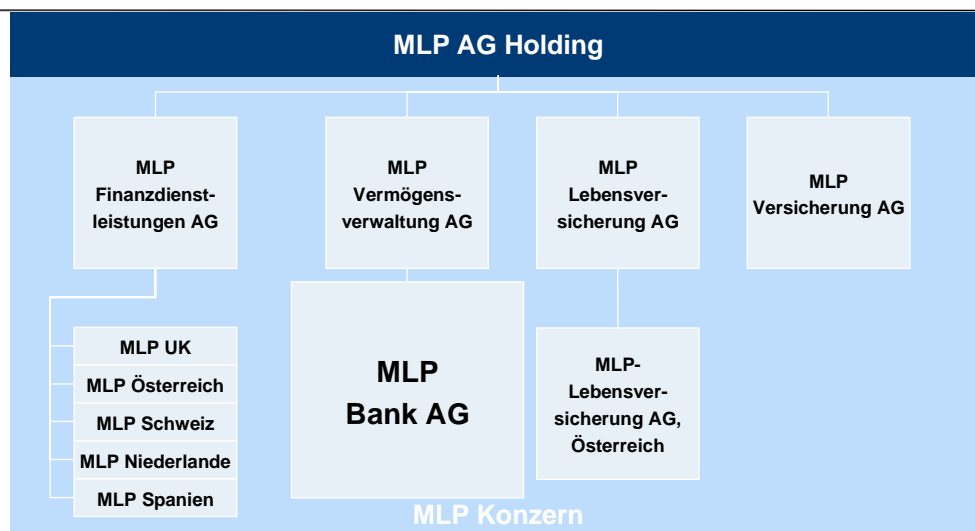 MLP AG Holding
MLP
Finanzdienst-
leistungen AG
MLP
Vermögens-
verwaltung AG
MLP
Lebensver-
sicherung AG
MLP
Versicherung AG
MLP UK
MLP Österreich
MLP Schweiz
MLP Niederlande
MLP Spanien
MLP
Bank AG
MLP-
Lebensver-
sicherung AG,
Österreich
MLP Konzern